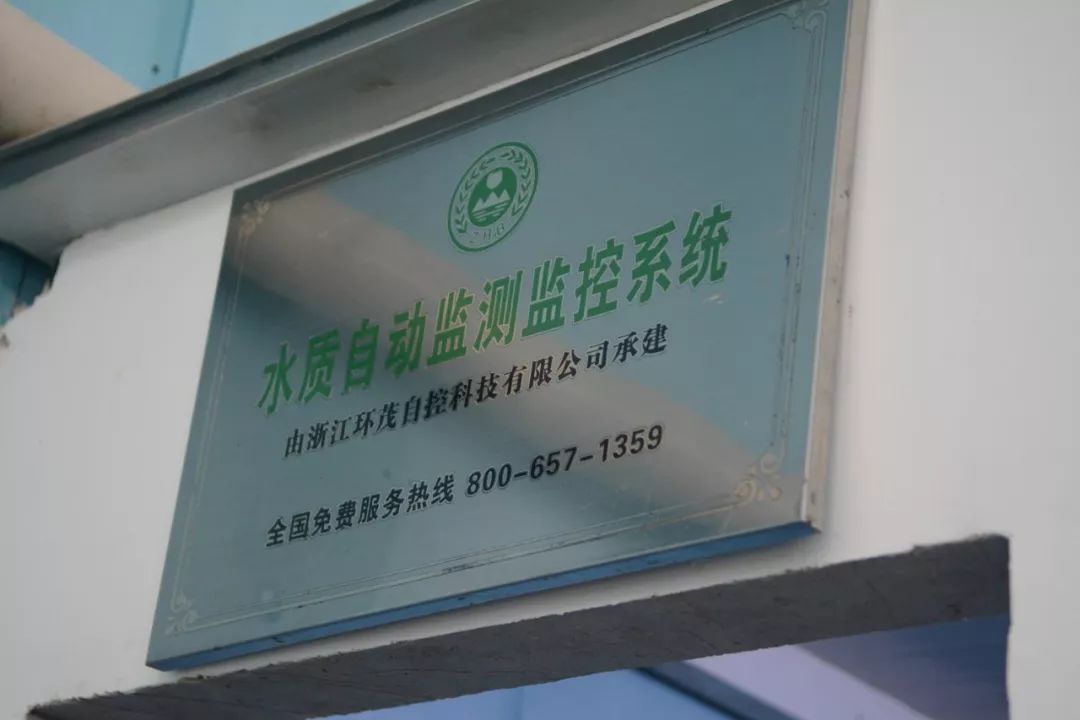 ZHB
水质自动监测监控系统
由浙江环茂自控科技有限公司承建
全国免费服务热线 800-657-1359